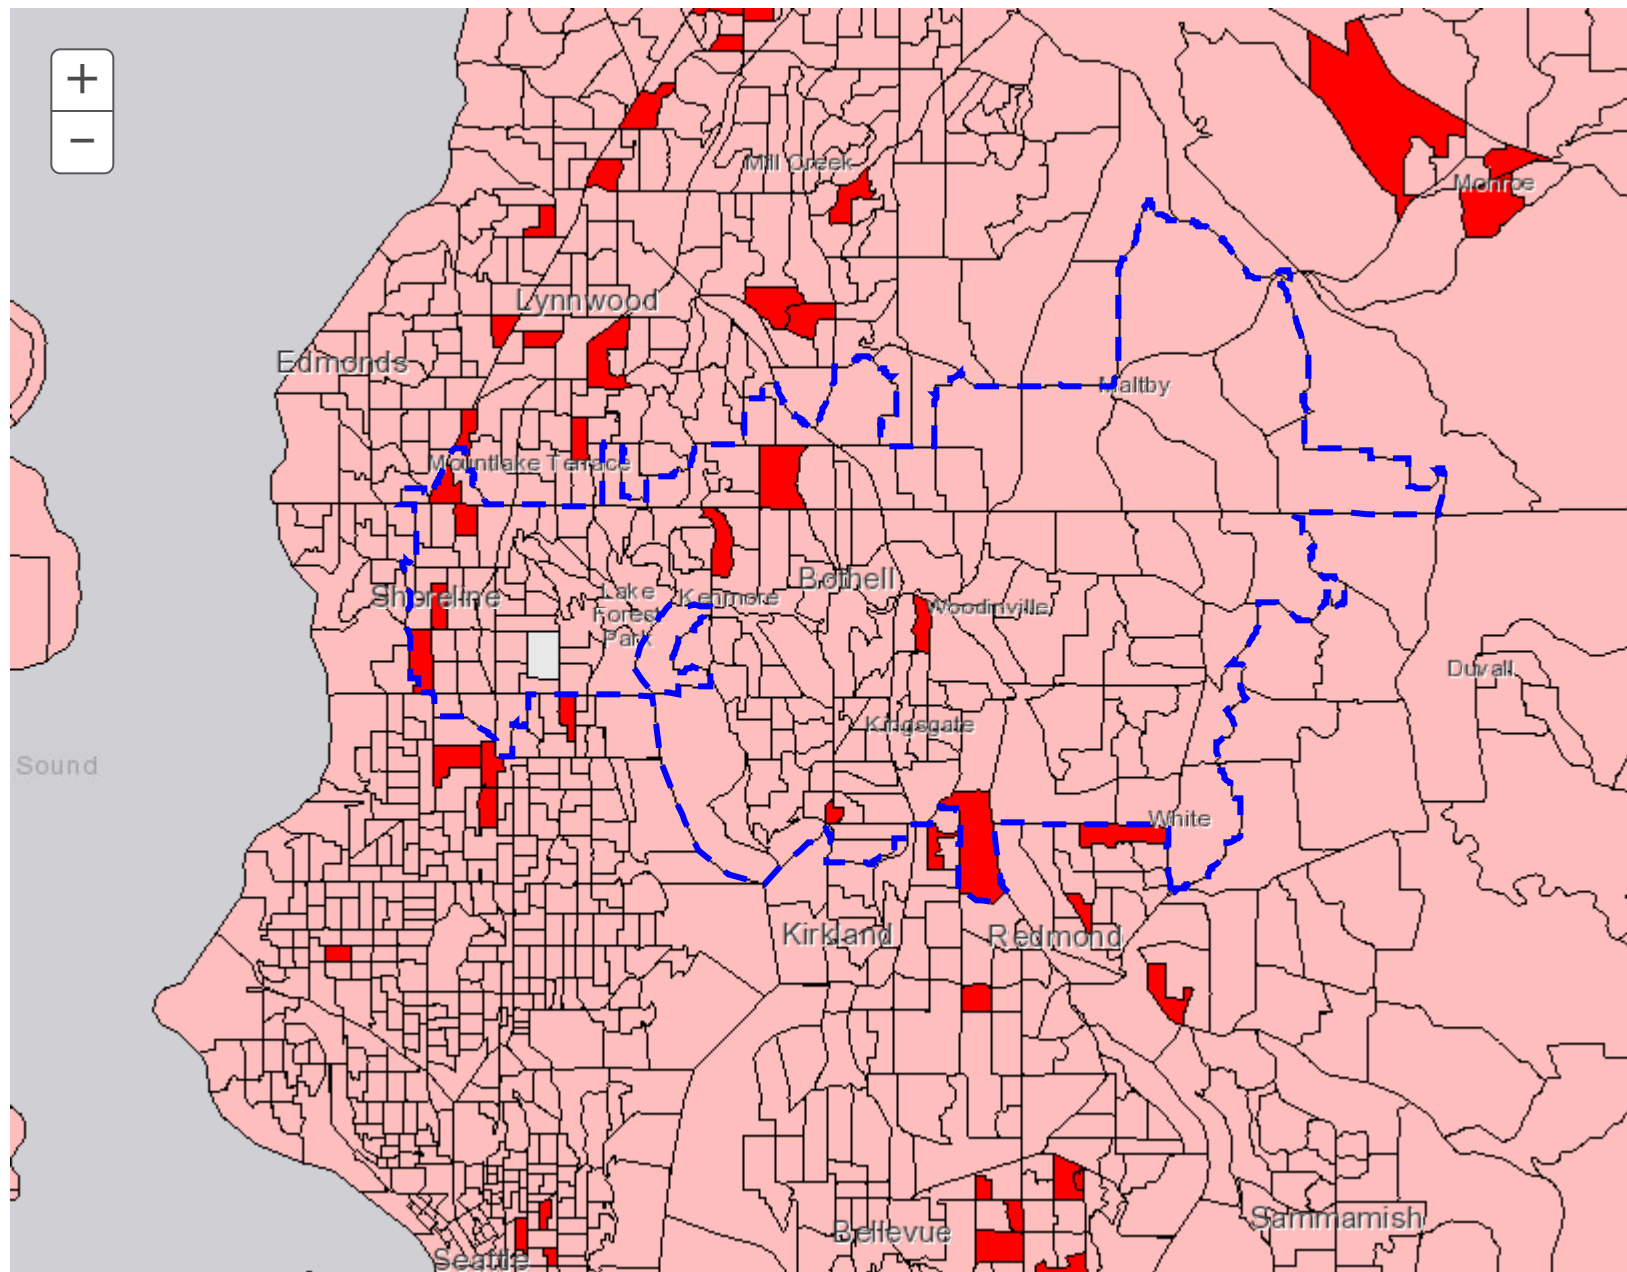 +
−
Mill Creek
Monroe
Lynnwood
Edmonds
Maltby
Mountlake Terrace
Bothell
Shoreline
Lake
Forest
Park
Kenmore
Woodinville
Duvall
Kingsgate
Sound
White
Kirkland
Redmond
Sammamish
Bellevue
Seattle